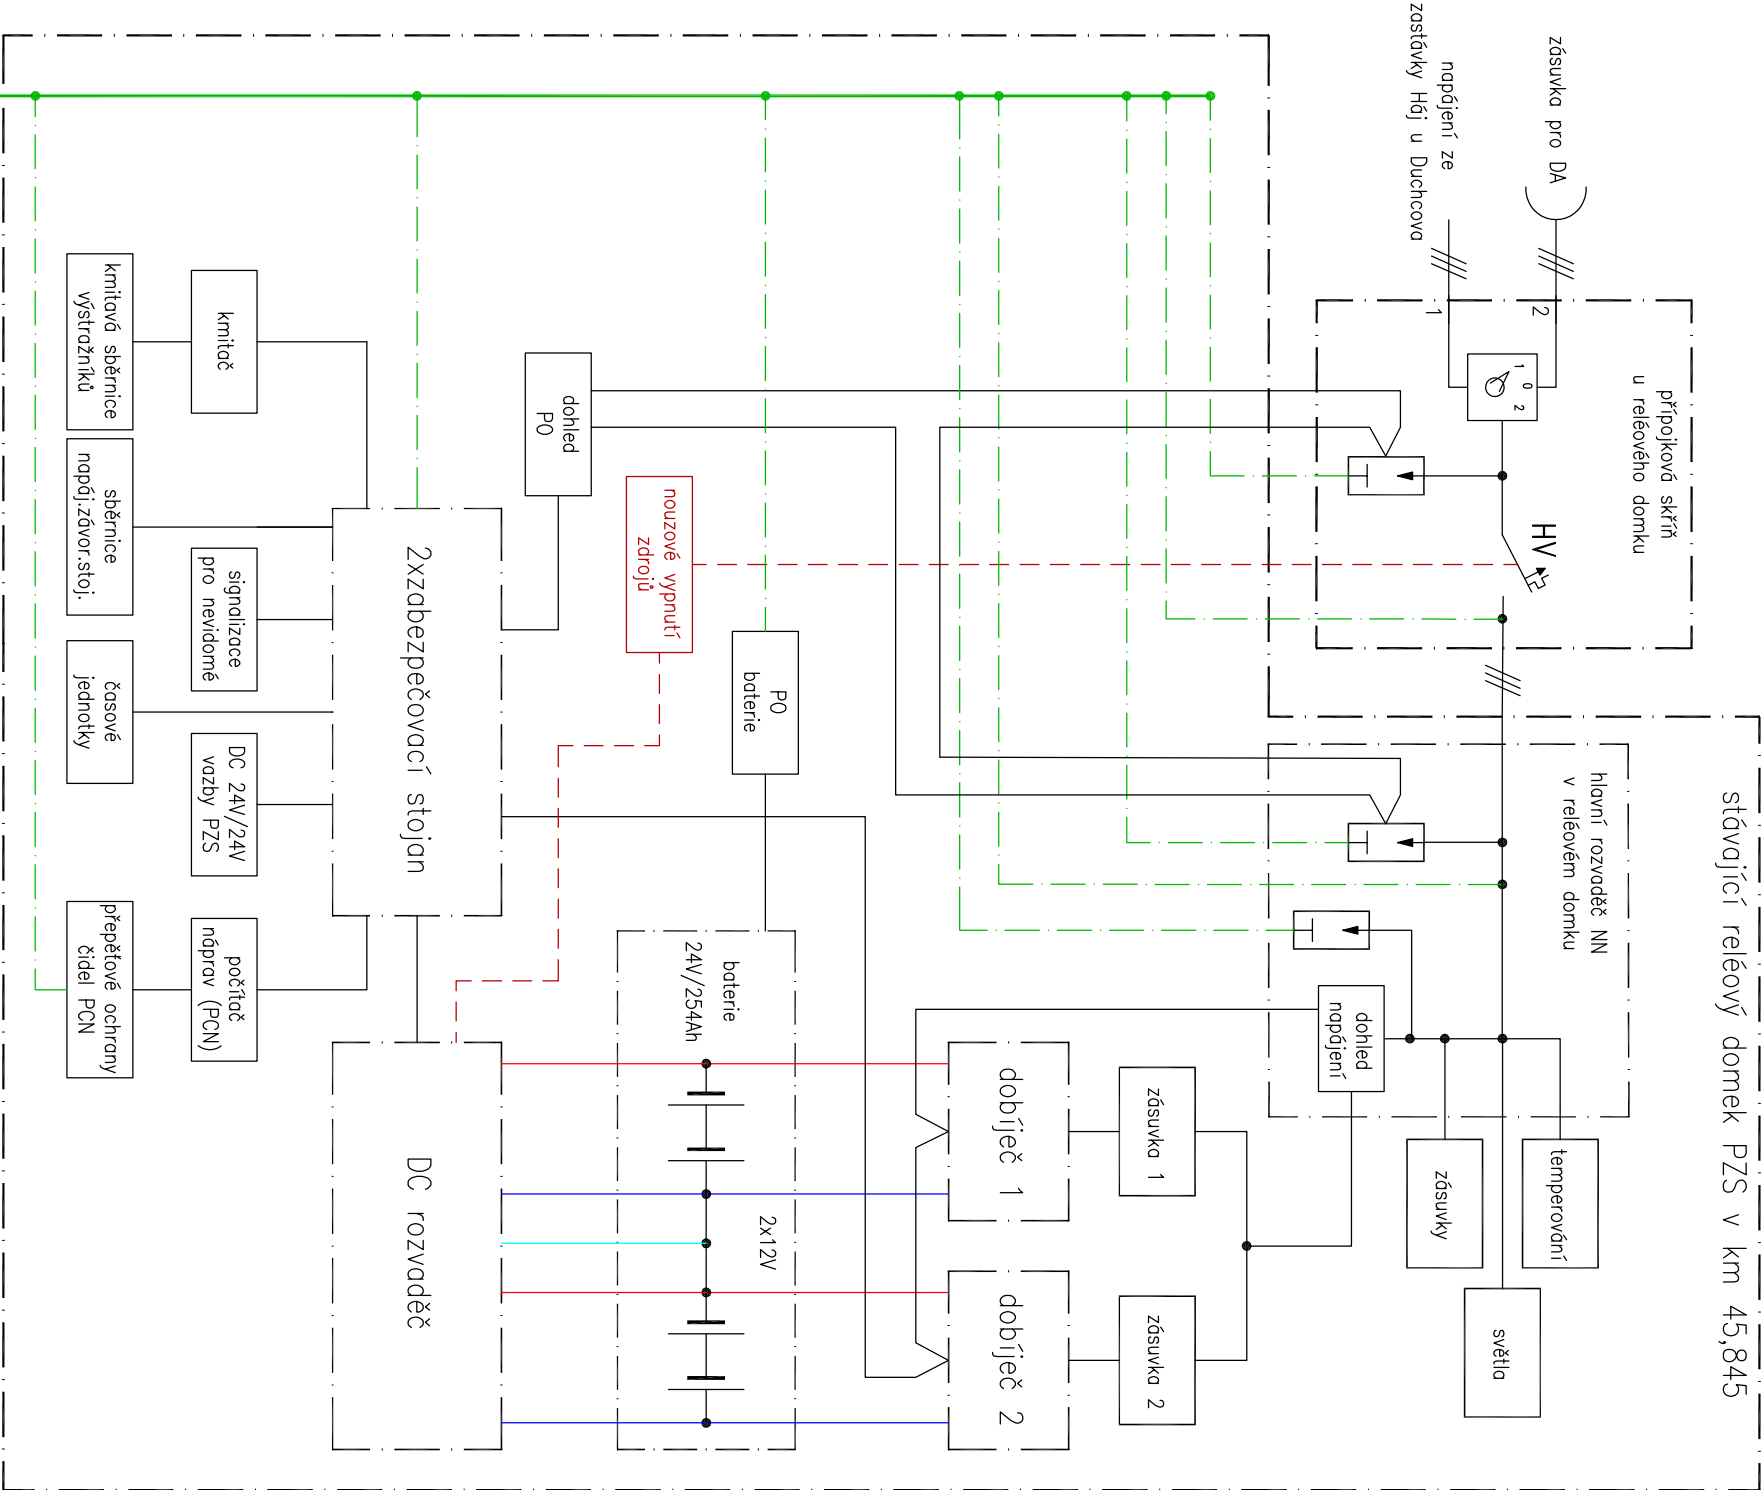 stávající reléový domek PZS v km 45,845
zásuvka pro DA
napájení ze
zastávky Háj u Duchcova
přípojková skříň
u reléového domku
2
1
1
0
2
HV
hlavní rozvaděč NN
v reléovém domku
dohled
napájení
temperování
zásuvky
světla
zásuvka 1
zásuvka 2
dobíječ 1
dobíječ 2
PO
baterie
baterie
24V/254Ah
2x12V
nouzové vypnutí
zdrojů
dohled
PO
2xzabezpečovací stojan
DC rozvaděč
kmitač
signalizace
pro nevidomé
DC 24V/24V
vazby PZS
počítač
náprav (PCN)
kmitavá sběrnice
výstražníků
sběrnice
napáj.závor.stoj.
časové
jednotky
přepěťové ochrany
čidel PCN